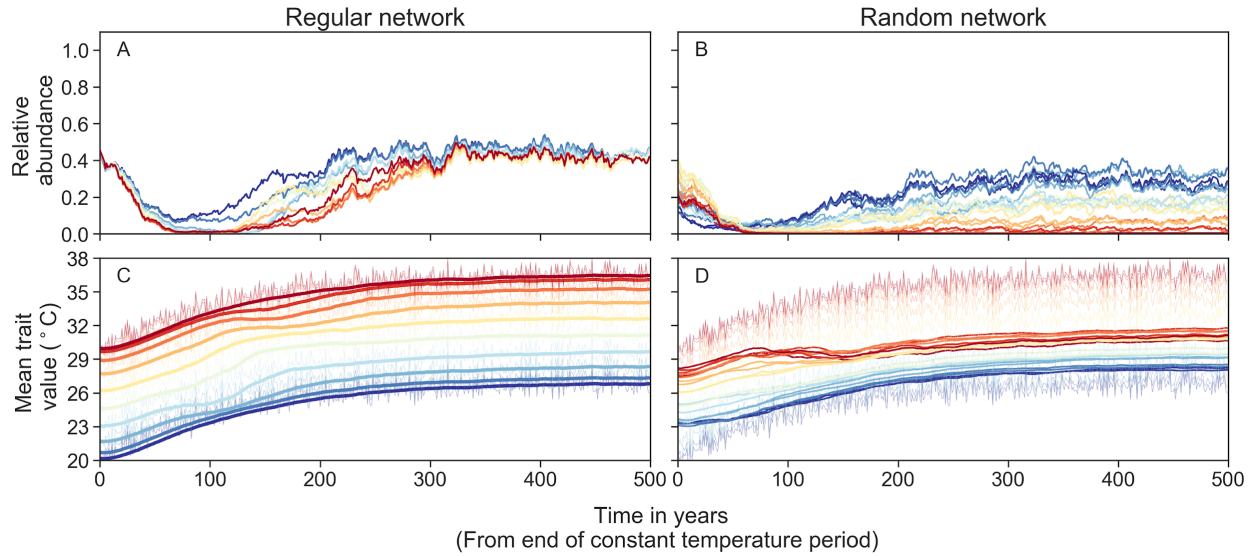 Regular network
Random network
Relative
abundance
1.0
0.8
0.6
0.4
0.2
0.0
A
B
Mean trait
value (°C)
38
35
32
29
26
23
20
C
D
0 100 200 300 400 500
0 100 200 300 400 500
Time in years
(From end of constant temperature period)